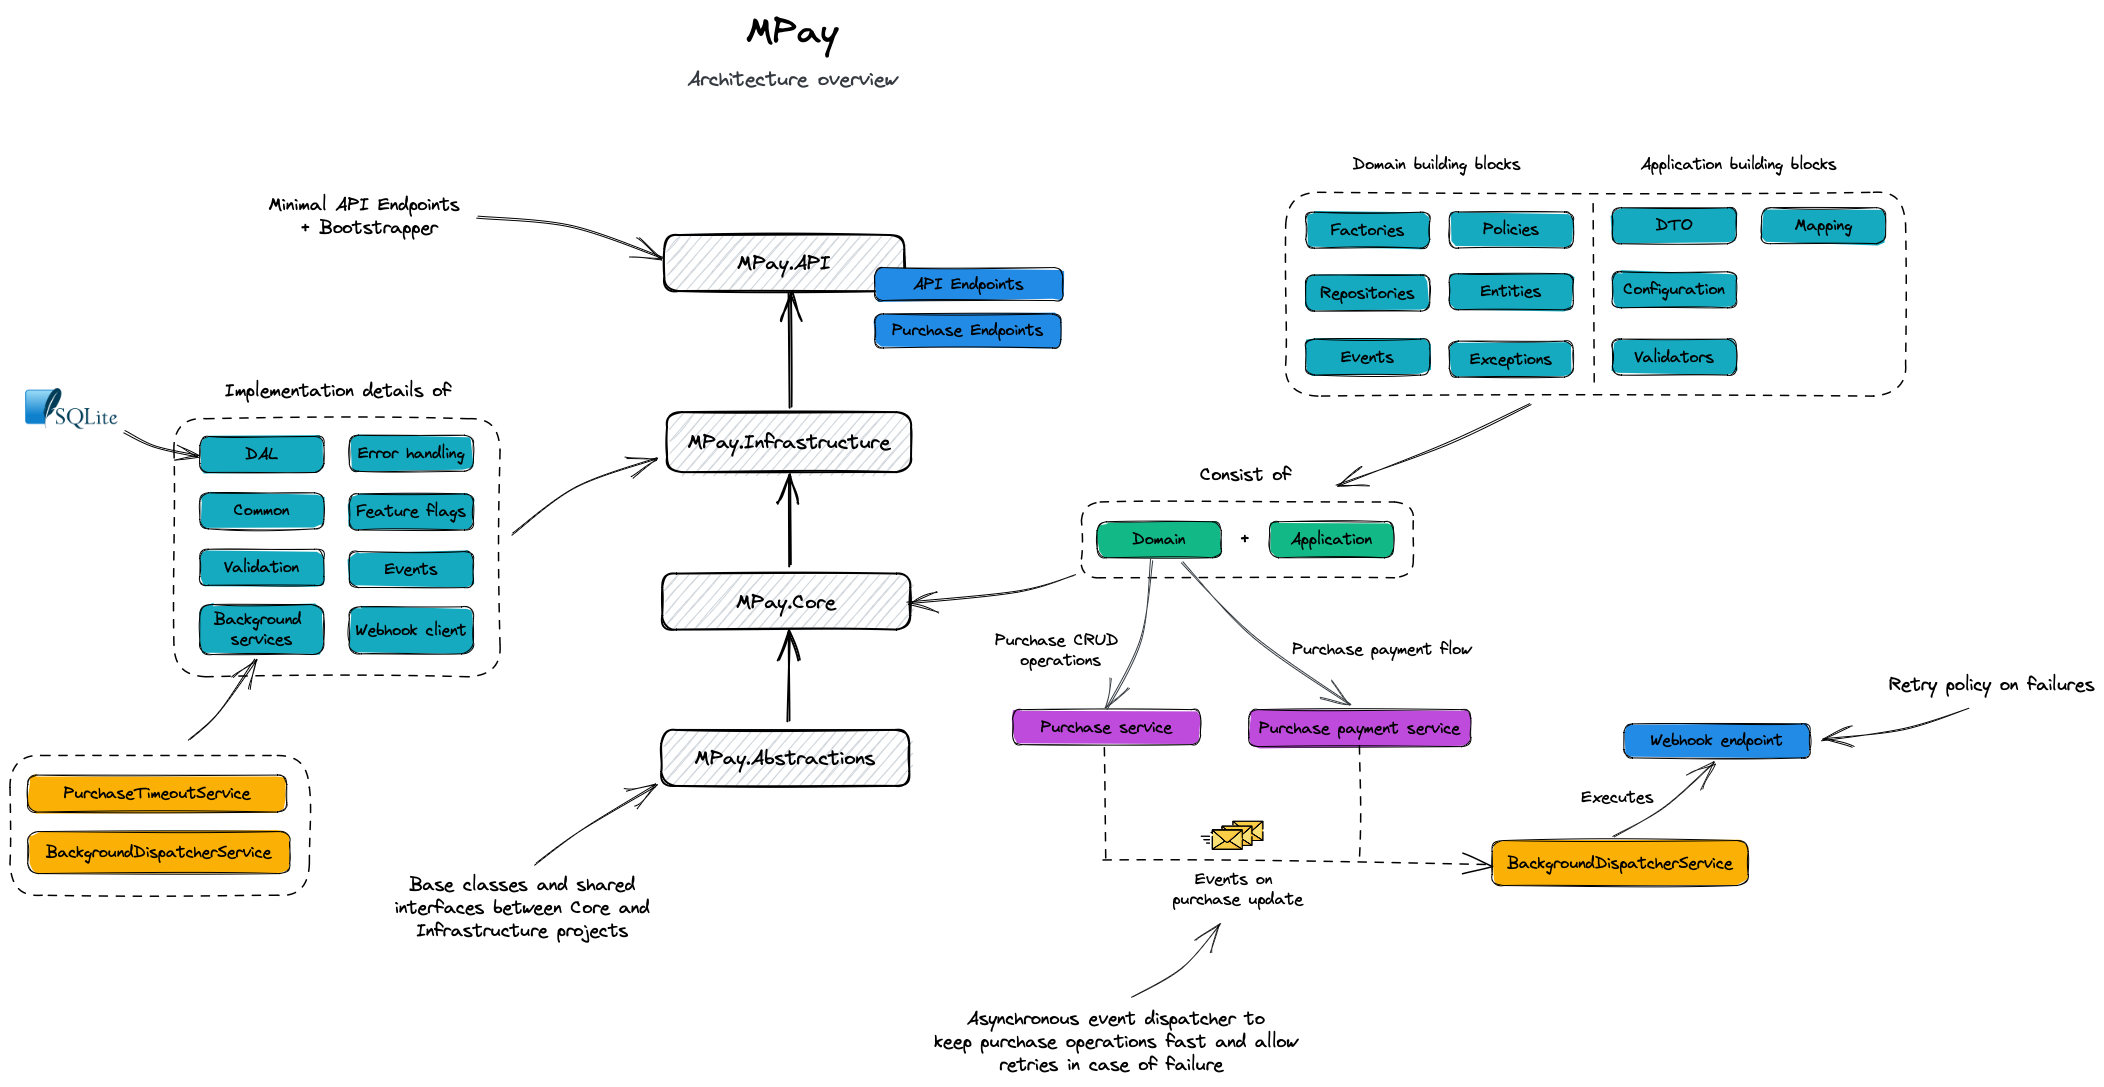 MPay
Architecture overview
Minimal API Endpoints
+ Bootstrapper
MPay.API
API Endpoints
Purchase Endpoints
Domain building blocks
Application building blocks
Factories
Policies
Repositories
Entities
Events
Exceptions
DTO
Mapping
Configuration
Validators
SQLite
Implementation details of
DAL
Error handling
Common
Feature flags
Validation
Events
Background
services
Webhook client
MPay.Infrastructure
MPay.Core
MPay.Abstractions
Consist of
Domain
+
Application
Purchase CRUD
operations
Purchase payment flow
Purchase service
Purchase payment service
Retry policy on failures
Webhook endpoint
Executes
BackgroundDispatcherService
Events on
purchase update
Asynchronous event dispatcher to
keep purchase operations fast and allow
retries in case of failure
PurchaseTimeoutService
BackgroundDispatcherService
Base classes and shared
interfaces between Core and
Infrastructure projects